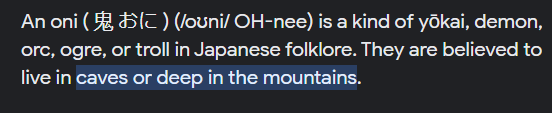 An oni ( 鬼 おに ) (/oʊni/ OH-nee) is a kind of yōkai, demon,
orc, ogre, or troll in Japanese folklore. They are believed to
live in caves or deep in the mountains.